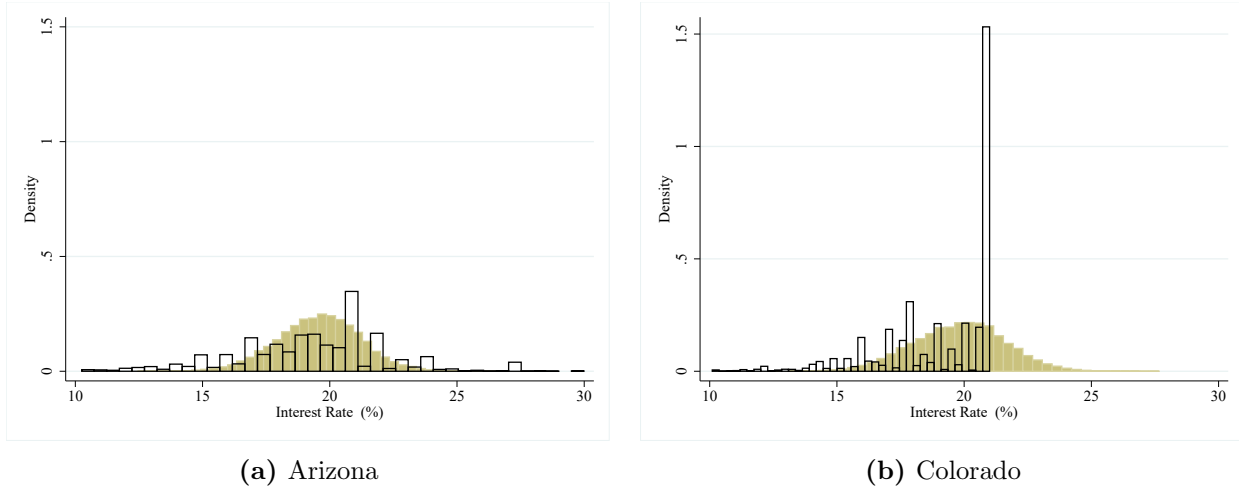 1.5
1
.5
0
Density
10 15 20 25 30
Interest Rate (%)
(a) Arizona
1.5
1
.5
0
Density
10 15 20 25 30
Interest Rate (%)
(b) Colorado